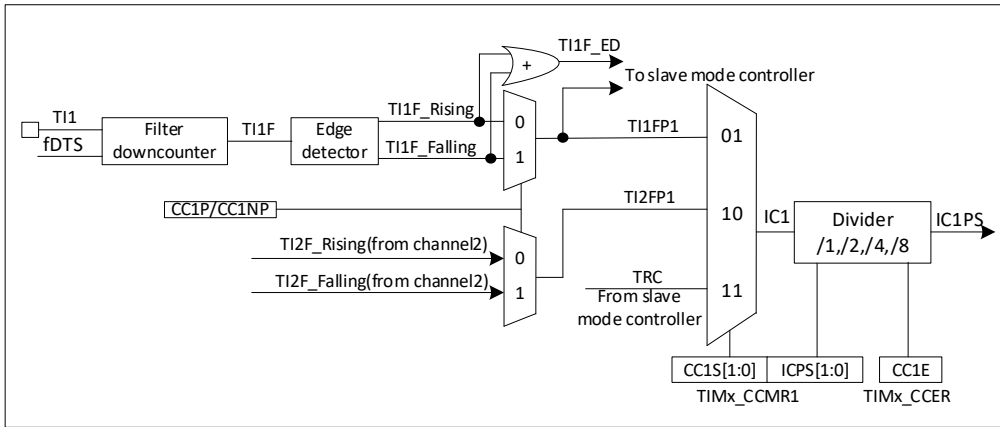 TI1F_ED
+
To slave mode controller
TI1F_Rising
TI1
fDTS
Filter
downcounter
TI1F
Edge
detector
TI1F_Falling
0
1
TI1FP1
01
CC1P/CC1NP
TI2FP1
10
IC1
Divider
/1,/2,/4,/8
IC1PS
TI2F_Rising(from channel2)
0
TI2F_Falling(from channel2)
1
TRC
From slave
mode controller
11
CC1S[1:0]
ICPS[1:0]
CC1E
TIMx_CCMR1
TIMx_CCER